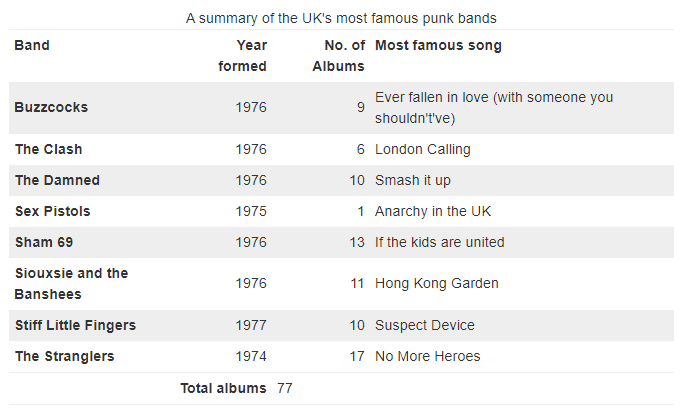 A summary of the UK's most famous punk bands
Band Year formed No. of Albums Most famous song
Buzzcocks 1976 9 Ever fallen in love (with someone you shouldn't've)
The Clash 1976 6 London Calling
The Damned 1976 10 Smash it up
Sex Pistols 1975 1 Anarchy in the UK
Sham 69 1976 13 If the kids are united
Siouxsie and the Banshees 1976 11 Hong Kong Garden
Stiff Little Fingers 1977 10 Suspect Device
The Stranglers 1974 17 No More Heroes
Total albums 77